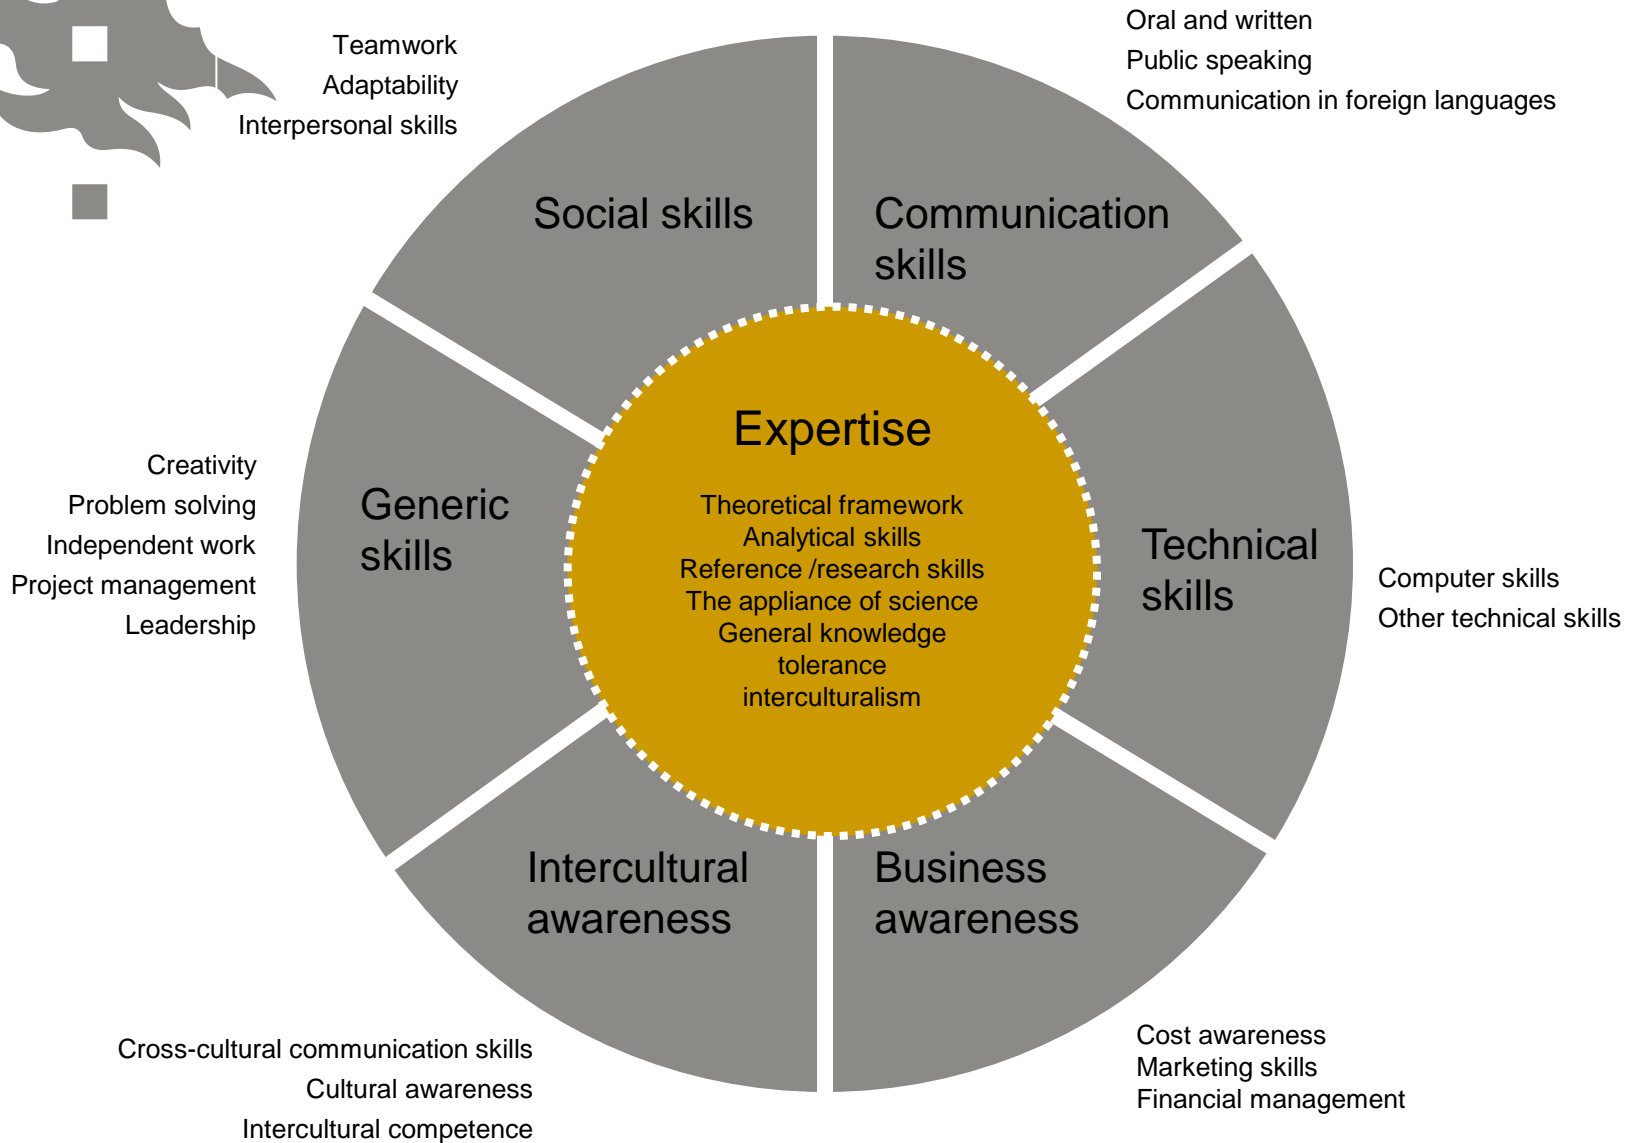 Teamwork
Adaptability
Interpersonal skills
Oral and written
Public speaking
Communication in foreign languages
Social skills
Communication
skills
Expertise
Theoretical framework
Analytical skills
Reference /research skills
The appliance of science
General knowledge
tolerance
interculturalism
Creativity
Problem solving
Independent work
Project management
Leadership
Generic
skills
Technical
skills
Computer skills
Other technical skills
Intercultural
awareness
Business
awareness
Cross-cultural communication skills
Cultural awareness
Intercultural competence
Cost awareness
Marketing skills
Financial management